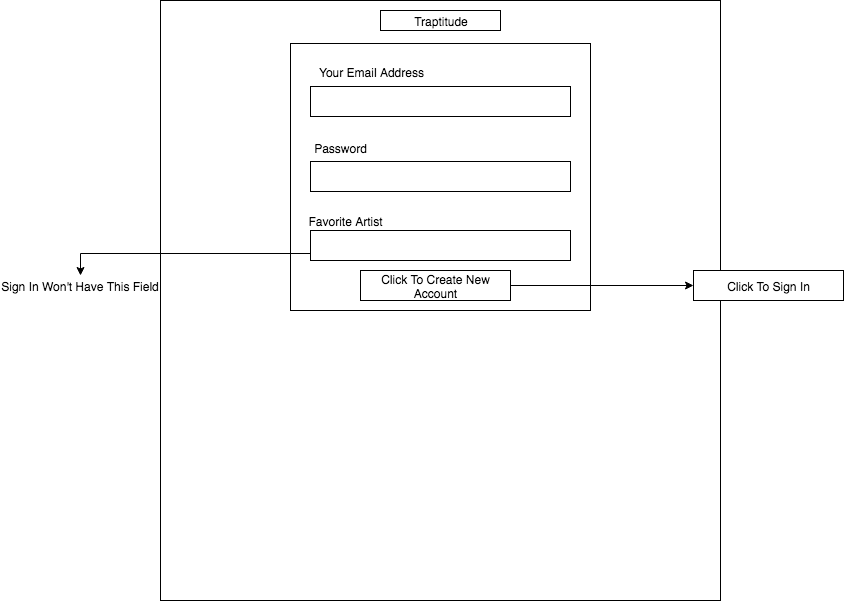 Traptitude
Your Email Address
Password
Favorite Artist
Sign In Won't Have This Field
Click To Create New
Account
Click To Sign In